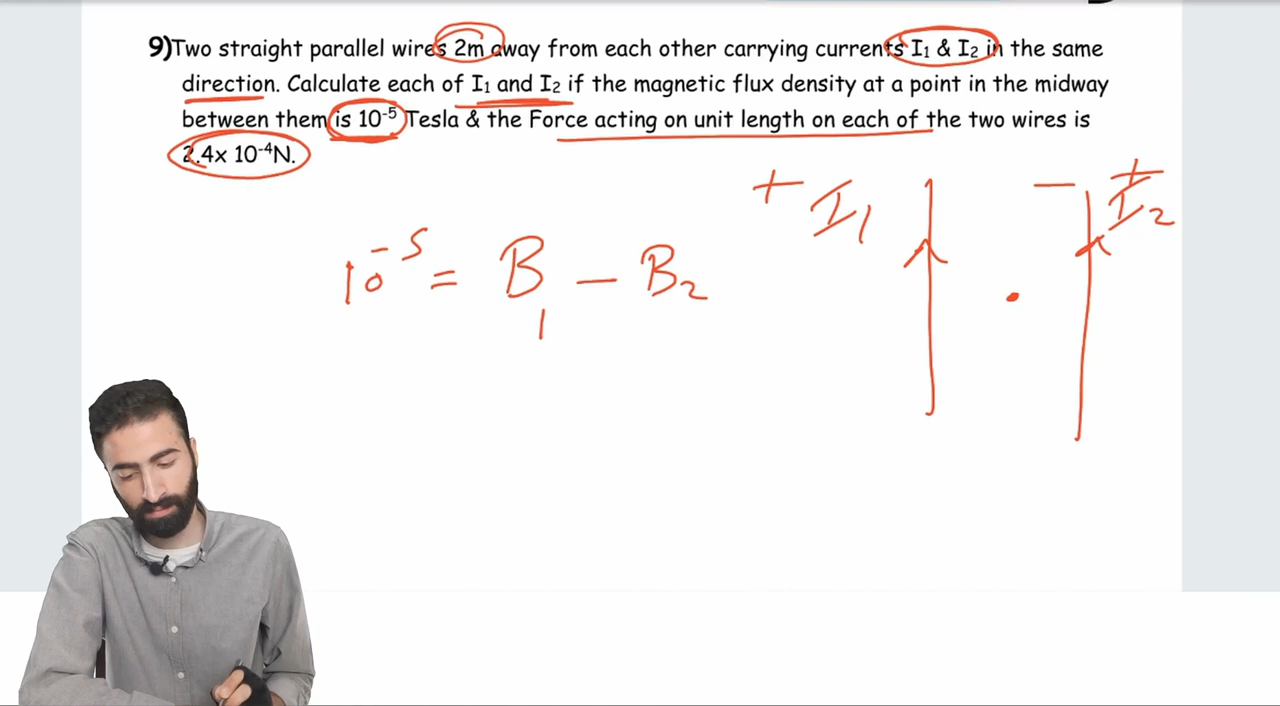 9)Two straight parallel wires 2m away from each other carrying currents I₁ & I₂ in the same
direction. Calculate each of I₁ and I₂ if the magnetic flux density at a point in the midway
between them is 10⁻⁵ Tesla & the Force acting on unit length on each of the two wires is
2.4x 10⁻⁴N.
+ I₁ − + I₂
10⁻⁵ = B₁ − B₂